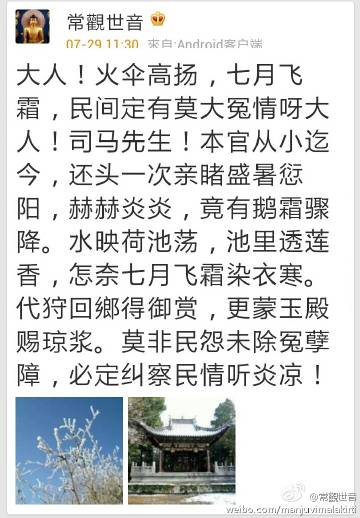 常觀世音
07-29 11:30 来自:Android客户端
大人！火伞高扬，七月飞
霜，民间定有莫大冤情呀大
人！司马先生！本官从小迄
今，还头一次亲睹盛暑愆
阳，赫赫炎炎，竟有鹅霜骤
降。水映荷池荡，池里透莲
香，怎奈七月飞霜染衣寒。
代狩回鄉得御赏，更蒙玉殿
赐琼浆。莫非民怨未除冤孽
障，必定纠察民情听炎凉！
@常觀世音
weibo.com/manjuvimalakirti